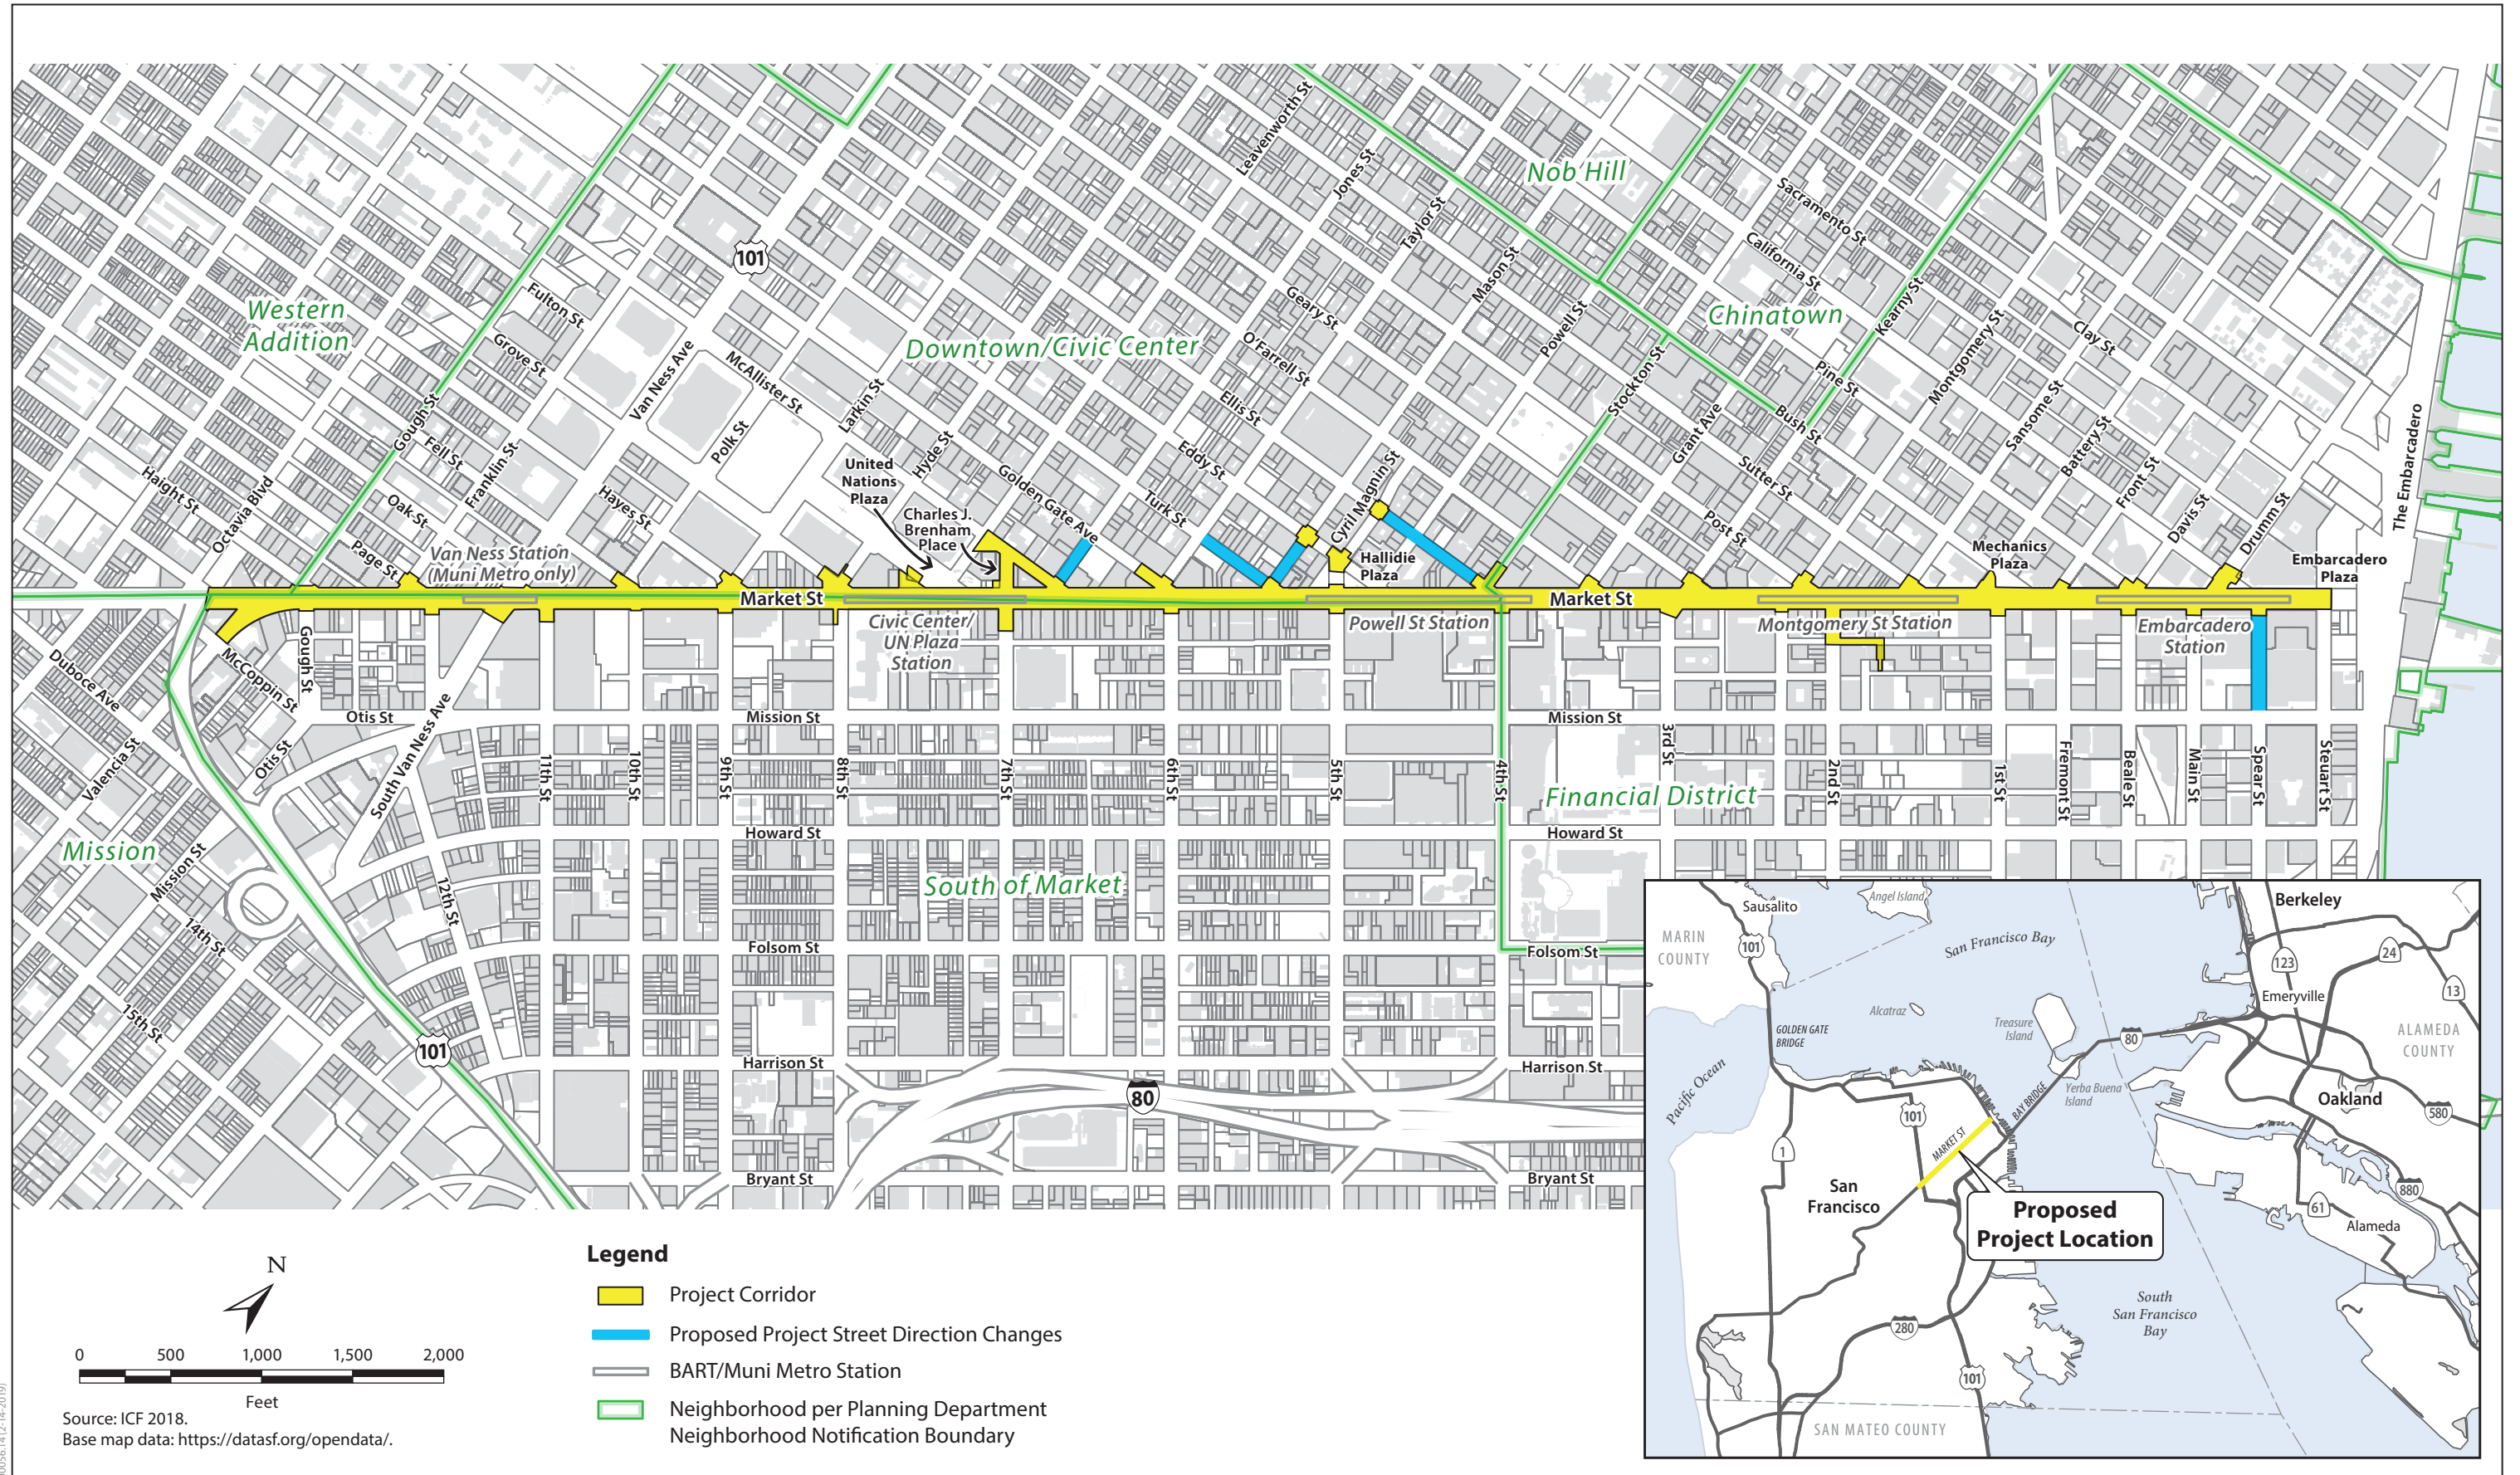 Leavenworth St
Jones St
Taylor St
Mason St
Powell St
Nob Hill
Sacramento St
California St
101
Western
Addition
Fulton St
Grove St
Van Ness Ave
McAllister St
Polk St
Larkin St
Hyde St
Downtown/Civic Center
Geary St
O'Farrell St
Ellis St
Eddy St
Turk St
Golden Gate Ave
Cyril Magnin St
Stockton St
Grant Ave
Chinatown
Kearny St
Pine St
Bush St
Sutter St
Post St
Montgomery St
Sansome St
Clay St
Battery St
Front St
Davis St
Drumm St
The Embarcadero
Gough St
Fell St
Franklin St
Oak St
Page St
Haight St
Octavia Blvd
Hayes St
United
Nations
Plaza
Charles J.
Brenham
Place
Hallidie
Plaza
Mechanics
Plaza
Embarcadero
Plaza
Van Ness Station
(Muni Metro only)
Market St
Market St
Civic Center/
UN Plaza
Station
Powell St Station
Montgomery St Station
Embarcadero
Station
Duboce Ave
McCoppin St
Gough St
Otis St
Otis St
Valencia St
South Van Ness Ave
Mission St
Mission St
11th St
10th St
9th St
8th St
7th St
6th St
5th St
4th St
3rd St
2nd St
1st St
Fremont St
Beale St
Main St
Spear St
Steuart St
Financial District
Howard St
Howard St
Mission
Mission St
12th St
14th St
15th St
South of Market
Folsom St
Folsom St
101
Harrison St
Harrison St
80
Bryant St
Bryant St
Sausalito
Angel Island
Berkeley
MARIN
COUNTY
101
San Francisco Bay
123
24
13
Emeryville
Alcatraz
Treasure
Island
GOLDEN GATE
BRIDGE
80
ALAMEDA
COUNTY
Pacific Ocean
BAY BRIDGE
Yerba Buena
Island
Oakland
580
101
MARKET ST
1
San
Francisco
880
61
Alameda
Proposed
Project Location
South
San Francisco
Bay
280
101
SAN MATEO COUNTY
N
0 500 1,000 1,500 2,000
Feet
Source: ICF 2018.
Base map data: https://datasf.org/opendata/.
Legend
Project Corridor
Proposed Project Street Direction Changes
BART/Muni Metro Station
Neighborhood per Planning Department
Neighborhood Notification Boundary